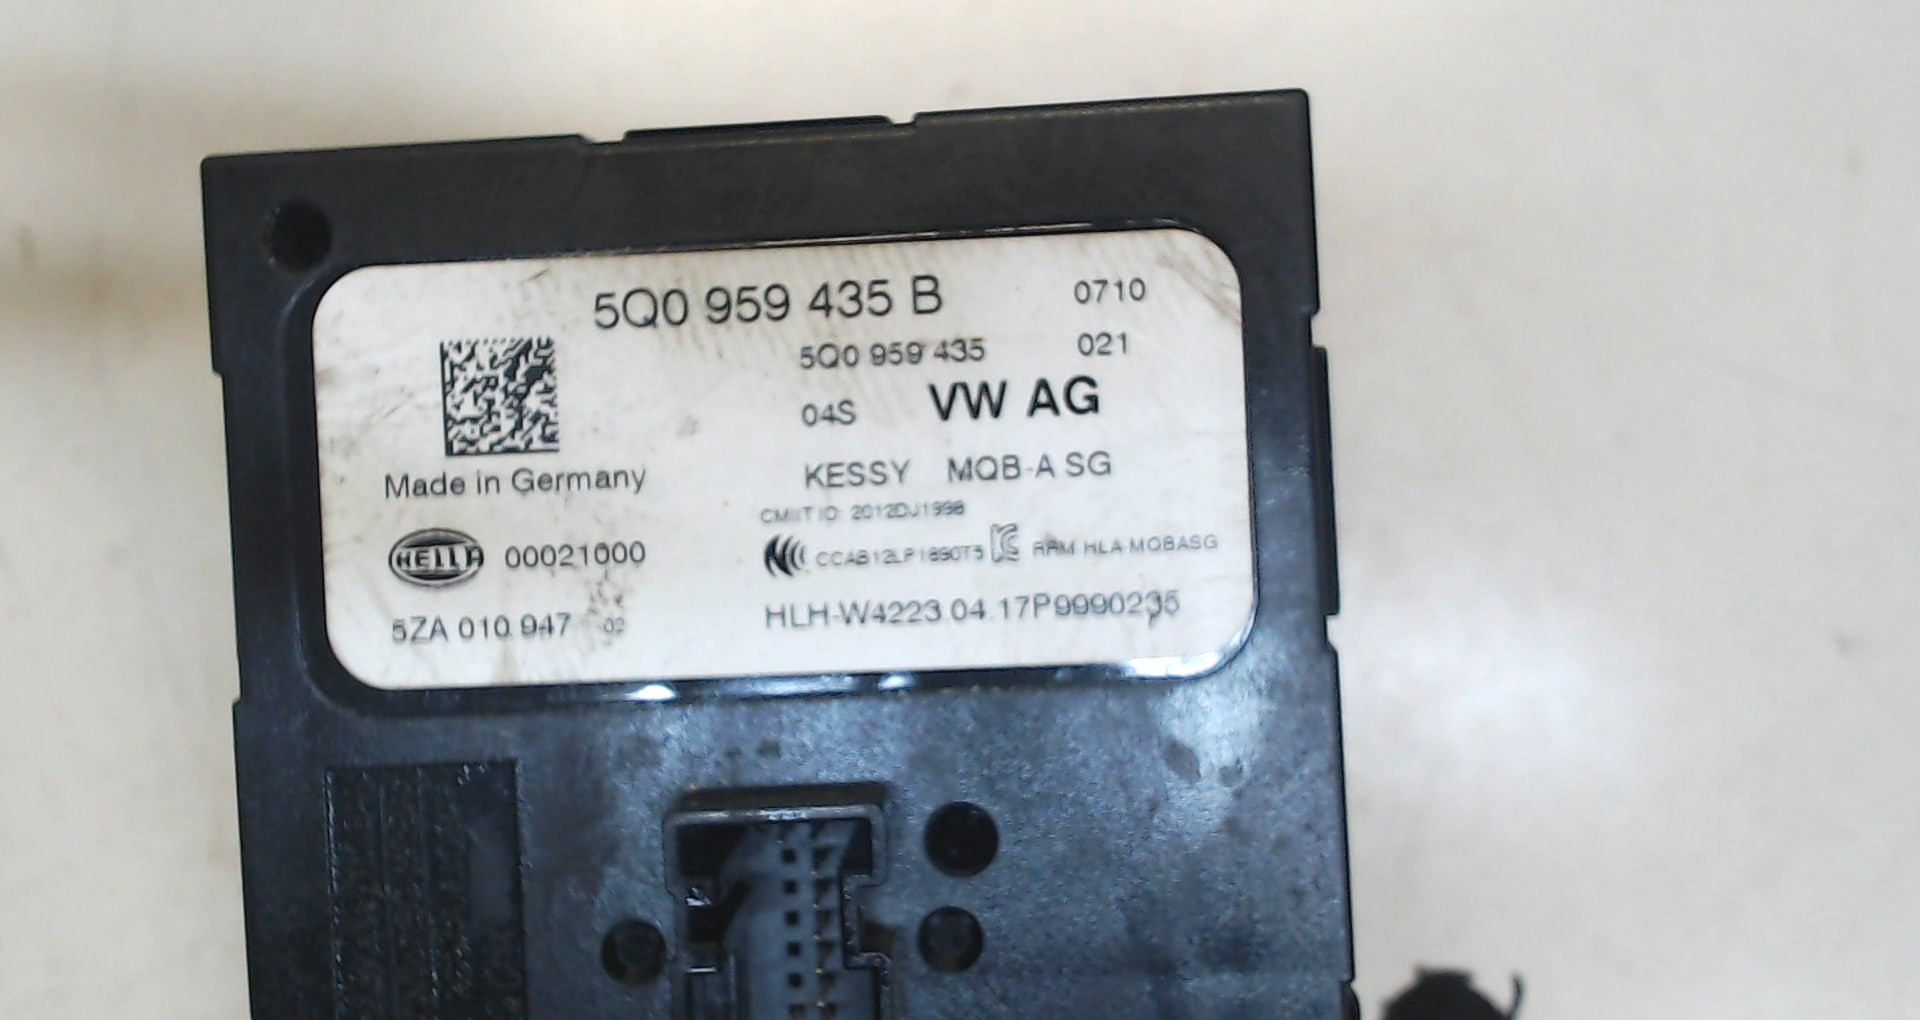 5Q0 959 435 B 0710
5Q0 959 435 021
04S VW AG
Made in Germany
KESSY MQB-A SG
CMIIT ID: 2012DJ1998
HELLA 00021000
CCAB12LP1890T5 RRM HLA MQBASG
5ZA 010.947 02
HLH-W4223.04.17P9990235